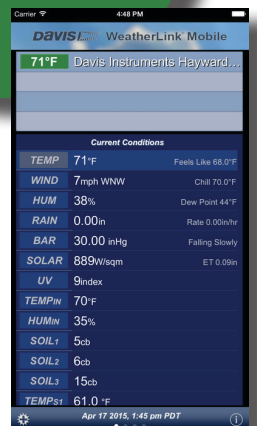 Carrier 4:48 PM
DAVIS WeatherLink® Mobile
71°F Davis Instruments Hayward...
Current Conditions
TEMP 71°F Feels Like 68.0°F
WIND 7mph WNW Chill 70.0°F
HUM 38% Dew Point 44°F
RAIN 0.00in Rate 0.00in/hr
BAR 30.00 inHg Falling Slowly
SOLAR 889W/sqm ET 0.09in
UV 9index
TEMPIN 70°F
HUMIN 35%
SOIL1 5cb
SOIL2 6cb
SOIL3 15cb
TEMPS1 61.0 °F
Apr 17 2015, 1:45 pm PDT